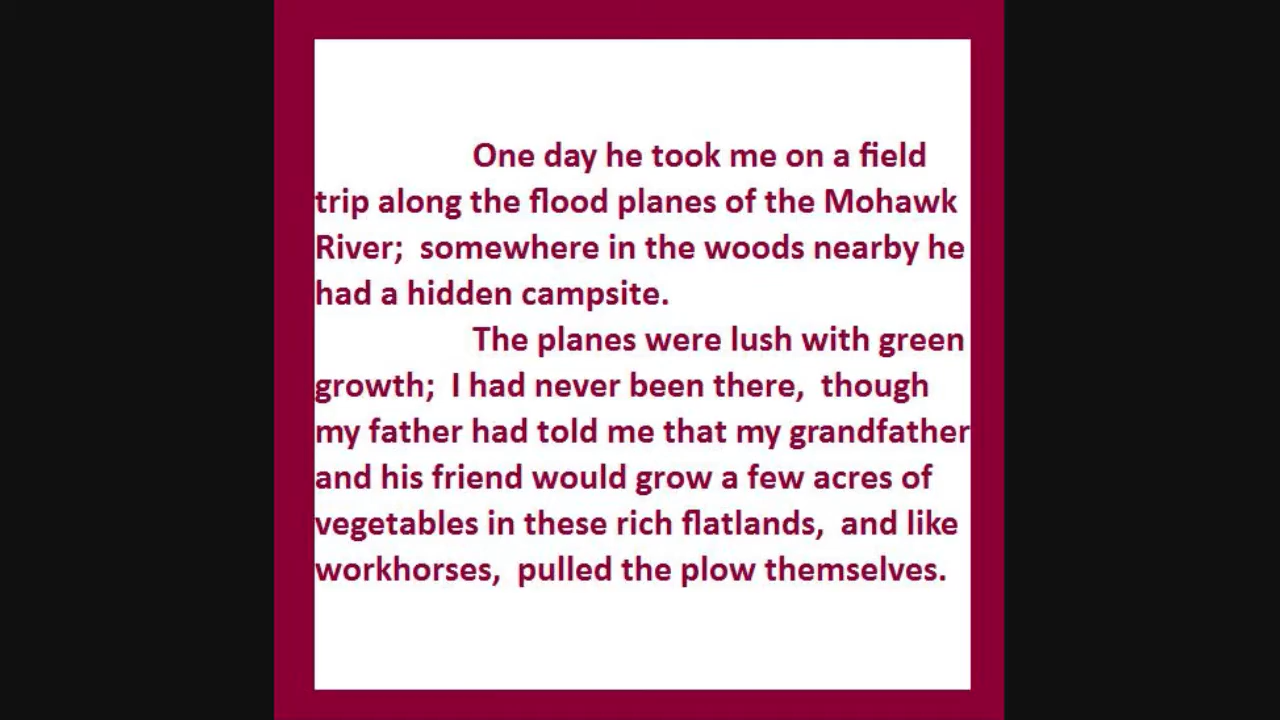 One day he took me on a field
trip along the flood planes of the Mohawk
River;  somewhere in the woods nearby he
had a hidden campsite.
The planes were lush with green
growth;  I had never been there,  though
my father had told me that my grandfather
and his friend would grow a few acres of
vegetables in these rich flatlands,  and like
workhorses,  pulled the plow themselves.